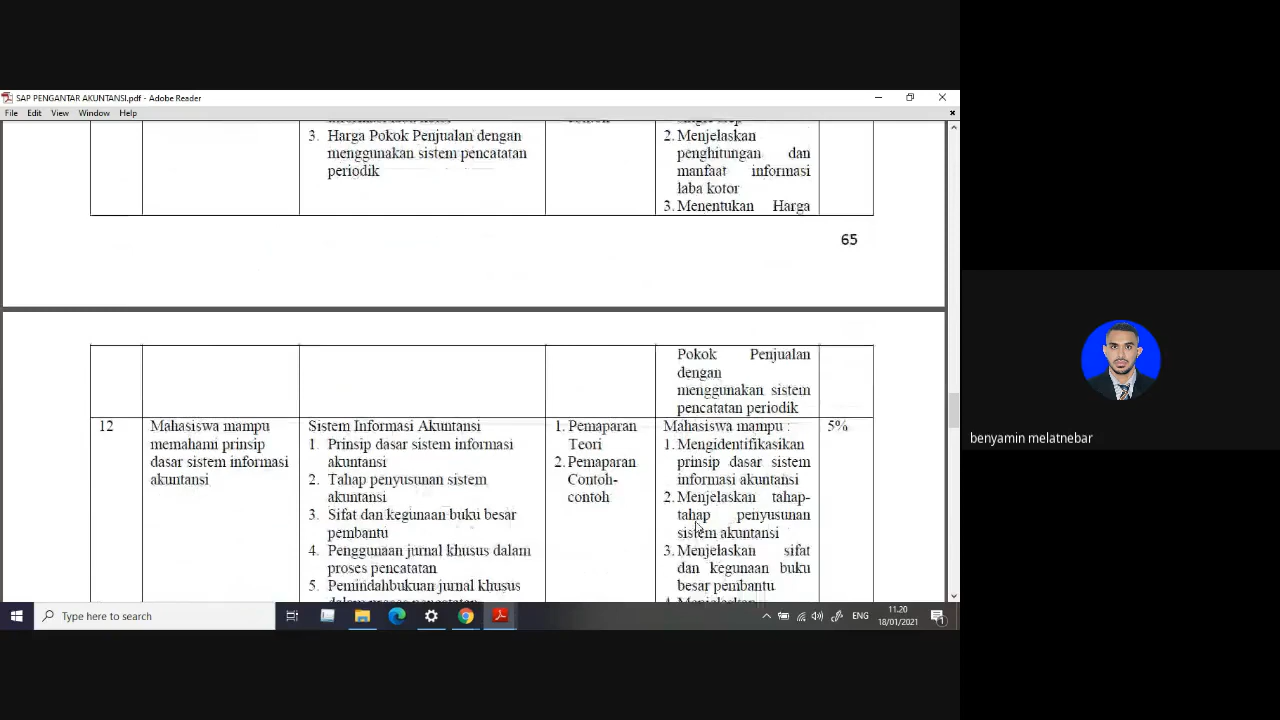 SAP PENGANTAR AKUNTANSI.pdf - Adobe Reader
File Edit View Window Help
3. Harga Pokok Penjualan dengan
menggunakan sistem pencatatan
periodik
2. Menjelaskan
penghitungan dan
manfaat informasi
laba kotor
3. Menentukan Harga
65
Pokok Penjualan
dengan
menggunakan sistem
pencatatan periodik
12
Mahasiswa mampu
memahami prinsip
dasar sistem informasi
akuntansi
Sistem Informasi Akuntansi
1. Prinsip dasar sistem informasi
akuntansi
2. Tahap penyusunan sistem
akuntansi
3. Sifat dan kegunaan buku besar
pembantu
4. Penggunaan jurnal khusus dalam
proses pencatatan
5. Pemindahbukuan jurnal khusus
dalam proses pencatatan
1. Pemaparan
Teori
2. Pemaparan
Contoh-
contoh
Mahasiswa mampu :
1. Mengidentifikasikan
prinsip dasar sistem
informasi akuntansi
2. Menjelaskan tahap-
tahap penyusunan
sistem akuntansi
3. Menjelaskan sifat
dan kegunaan buku
besar pembantu
4. Menjelaskan
5%
benyamin melatnebar
Type here to search
ENG
11.20
18/01/2021